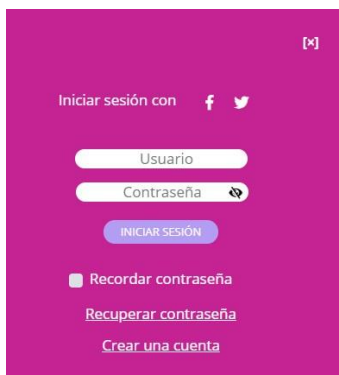 [×]
Iniciar sesión con
Usuario
Contraseña
INICIAR SESIÓN
Recordar contraseña
Recuperar contraseña
Crear una cuenta